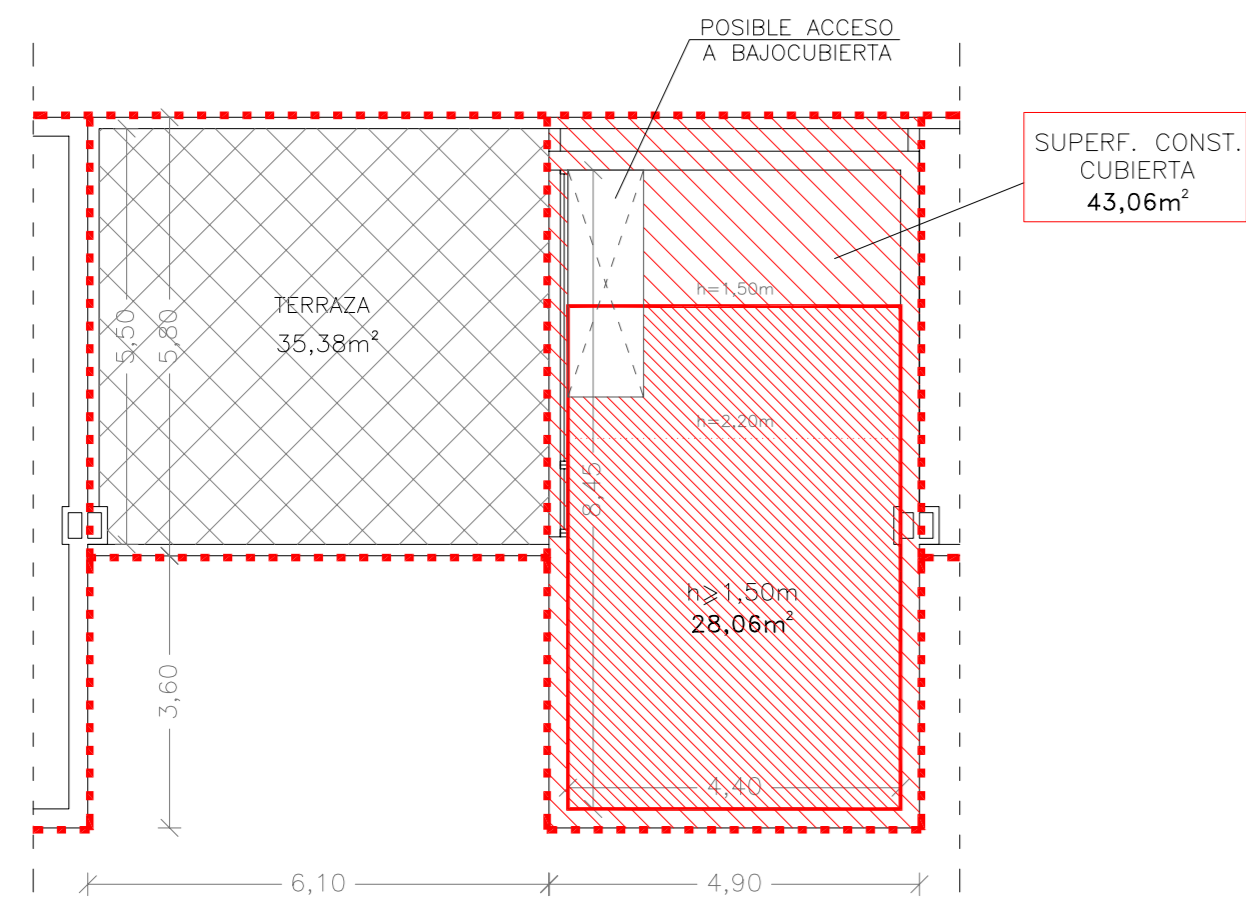 POSIBLE ACCESO
A BAJOCUBIERTA
SUPERF. CONST.
CUBIERTA
43,06m²
TERRAZA
35,38m²
5,50
5,80
h=1,50m
h=2,20m
8,45
h⩾1,50m
28,06m²
3,60
4,40
6,10
4,90